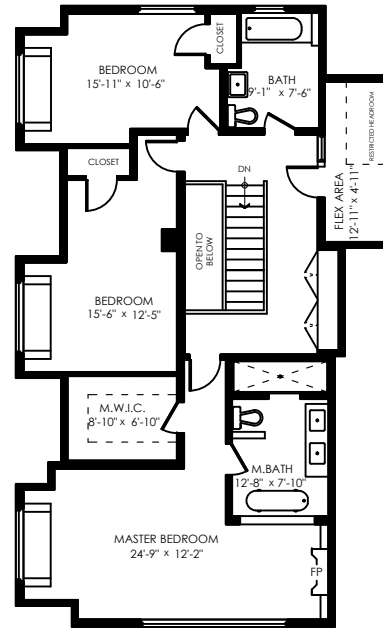 CLOSET
BEDROOM
15'-11" x 10'-6"
BATH
9'-1" x 7'-6"
RESTRICTED HEADROOM
CLOSET
DN
FLEX AREA
12'-11" x 4'-11"
OPEN TO
BELOW
BEDROOM
15'-6" x 12'-5"
M.W.I.C.
8'-10" x 6'-10"
M.BATH
12'-8" x 7'-10"
MASTER BEDROOM
24'-9" x 12'-2"
FP